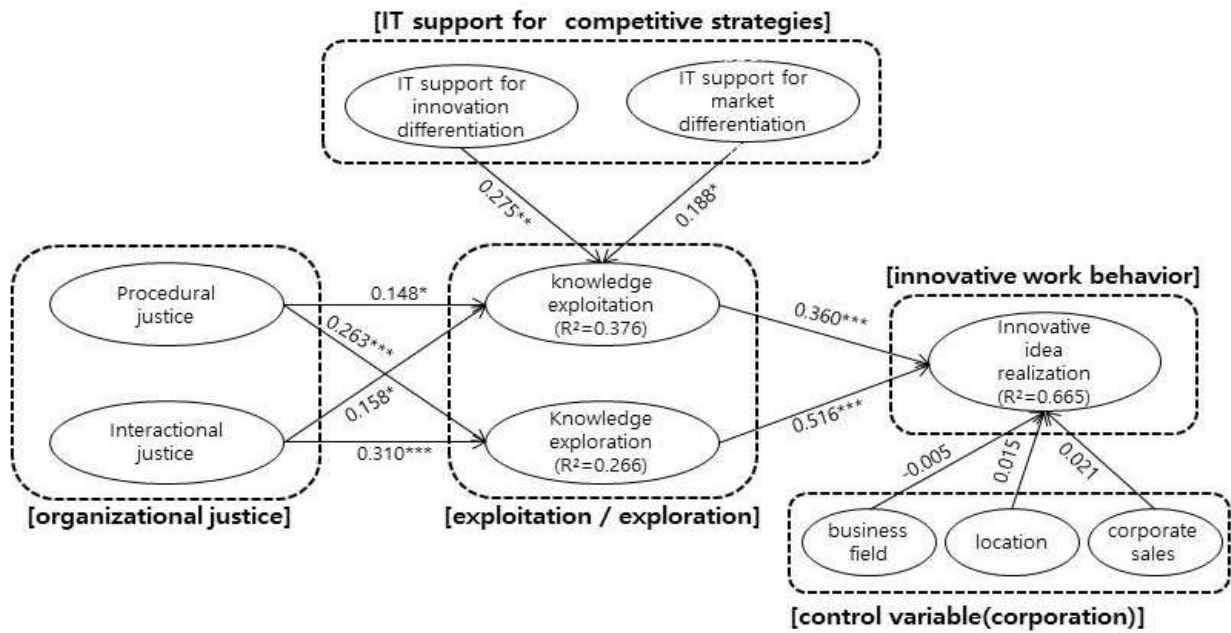 [IT support for competitive strategies]
IT support for
innovation
differentiation
IT support for
market
differentiation
0.275**
0.188*
Procedural
justice
Interactional
justice
[organizational justice]
0.148*
0.263***
0.158*
0.310***
knowledge
exploitation
(R²=0.376)
Knowledge
exploration
(R²=0.266)
[exploitation / exploration]
0.360***
0.516***
[innovative work behavior]
Innovative
idea
realization
(R²=0.665)
-0.005
0.015
0.021
business
field
location
corporate
sales
[control variable(corporation)]